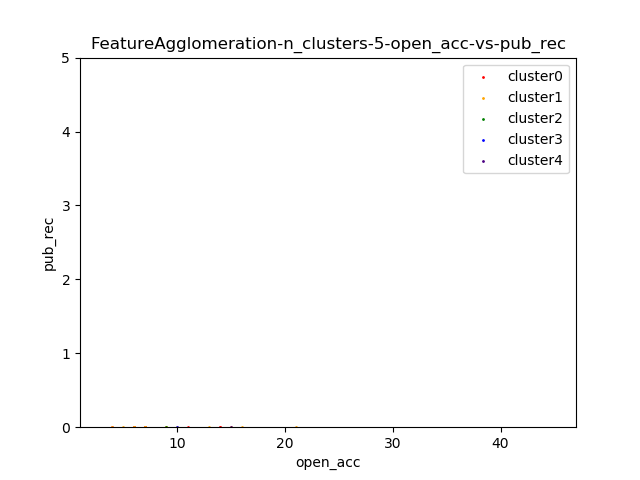 FeatureAgglomeration-n_clusters-5-open_acc-vs-pub_rec
cluster0
cluster1
cluster2
cluster3
cluster4
5
4
3
2
1
0
pub_rec
10 20 30 40
open_acc